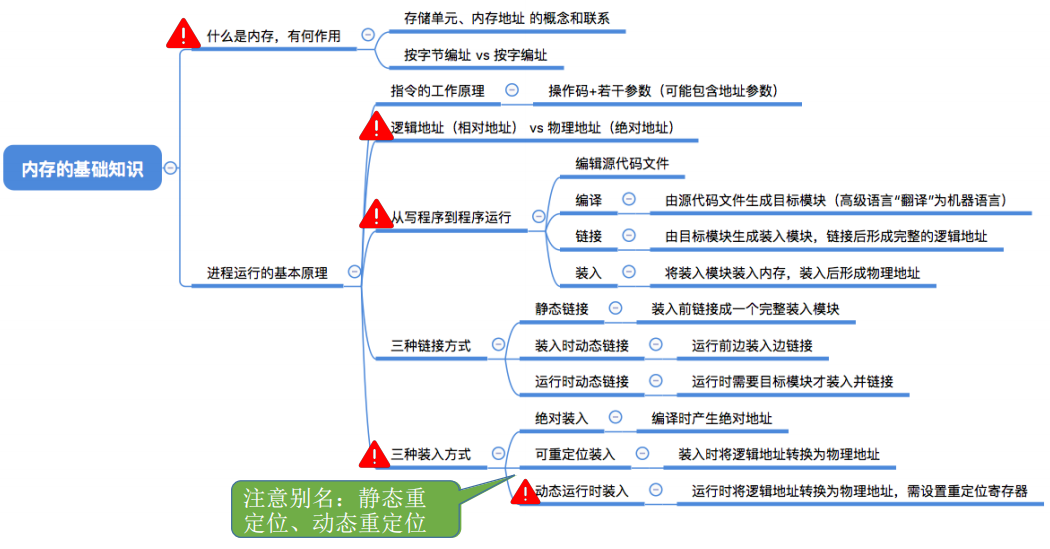 内存的基础知识
什么是内存，有何作用
存储单元、内存地址 的概念和联系
按字节编址 vs 按字编址
进程运行的基本原理
指令的工作原理
操作码+若干参数（可能包含地址参数）
逻辑地址（相对地址） vs 物理地址（绝对地址）
从写程序到程序运行
编辑源代码文件
编译
由源代码文件生成目标模块（高级语言“翻译”为机器语言）
链接
由目标模块生成装入模块，链接后形成完整的逻辑地址
装入
将装入模块装入内存，装入后形成物理地址
三种链接方式
静态链接
装入前链接成一个完整装入模块
装入时动态链接
运行前边装入边链接
运行时动态链接
运行时需要目标模块才装入并链接
三种装入方式
绝对装入
编译时产生绝对地址
可重定位装入
装入时将逻辑地址转换为物理地址
动态运行时装入
运行时将逻辑地址转换为物理地址，需设置重定位寄存器
注意别名：静态重
定位、动态重定位